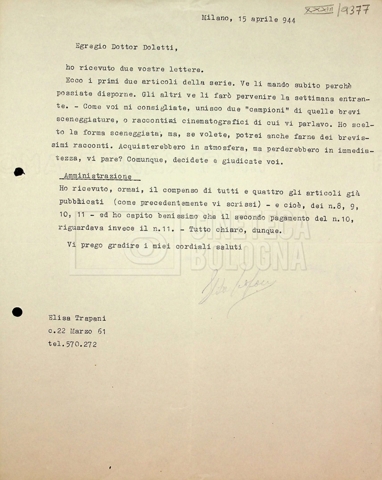 XXXIII/9377
Milano, 15 aprile 944
Egregio Dottor Doletti,
ho ricevuto due vostre lettere.
Ecco i primi due articoli della serie. Ve li mando subito perchè
possiate disporne. Gli altri ve li farò pervenire la settimana entran-
te. - Come voi mi consigliate, unisco due "campioni" di quelle brevi
sceneggiature, o raccontini cinematografici di cui vi parlavo. Ho scel-
to la forma sceneggiata, ma, se volete, potrei anche farne dei brevis-
simi racconti. Acquisterebbero in atmosfera, ma perderebbero in immedia-
tezza, vi pare? Comunque, decidete e giudicate voi.
Amministrazione
Ho ricevuto, ormai, il compenso di tutti e quattro gli articoli già
pubblicati (come precedentemente vi scrissi) - e cioè, dei n.8, 9,
10, 11 - ed ho capito benissimo che il secondo pagamento del n.10,
riguardava invece il n.11. - Tutto chiaro, dunque.
Vi prego gradire i miei cordiali saluti
CINETECA
BOLOGNA
Elisa Trapani
c.22 Marzo 61
tel.570.272